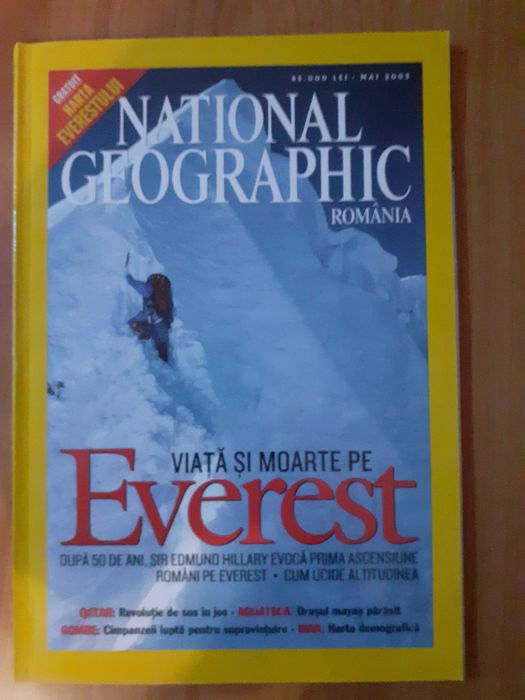 GRATUIT
HARTA
EVERESTULUI
85.000 LEI · MAI 2003
NATIONAL
GEOGRAPHIC
ROMÂNIA
VIAȚĂ ȘI MOARTE PE
Everest
DUPĂ 50 DE ANI, SIR EDMUND HILLARY EVOCĂ PRIMA ASCENSIUNE
ROMÂNI PE EVEREST • CUM UCIDE ALTITUDINEA
QATAR: Revoluție de sus în jos • AGUATECA: Orașul mayaș părăsit
GOMBE: Cimpanzeii luptă pentru supraviețuire • Harta demografică